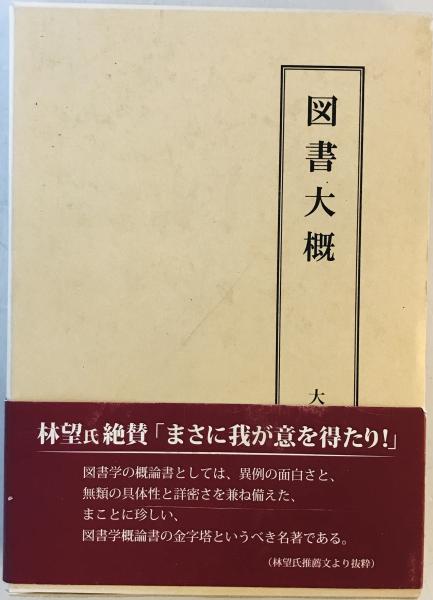 図書大概
大
林望氏絶賛「まさに我が意を得たり!」
図書学の概論書としては、異例の面白さと、
無類の具体性と詳密さを兼ね備えた、
まことに珍しい、
図書学概論書の金字塔というべき名著である。
(林望氏推薦文より抜粋)